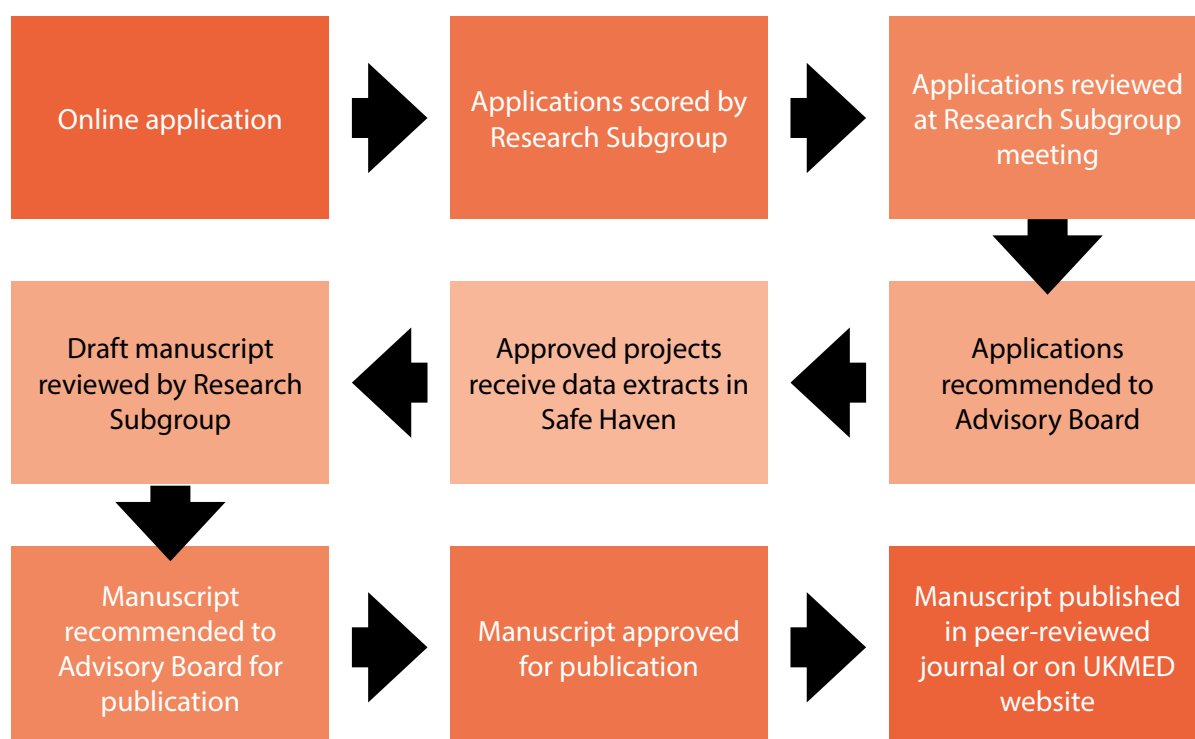 Online application
Applications scored by
Research Subgroup
Applications reviewed
at Research Subgroup
meeting
Applications
recommended to
Advisory Board
Approved projects
receive data extracts in
Safe Haven
Draft manuscript
reviewed by Research
Subgroup
Manuscript
recommended to
Advisory Board for
publication
Manuscript approved
for publication
Manuscript published
in peer-reviewed
journal or on UKMED
website